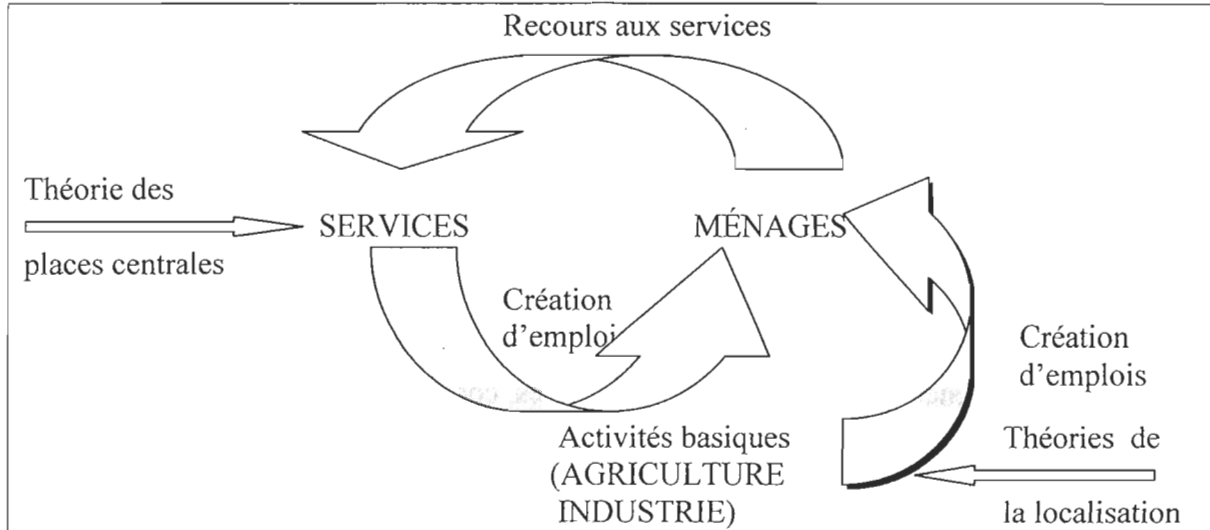 Recours aux services
Théorie des
places centrales
SERVICES
MÉNAGES
Création
d'emploi
Création
d'emplois
Activités basiques
(AGRICULTURE
INDUSTRIE)
Théories de
la localisation